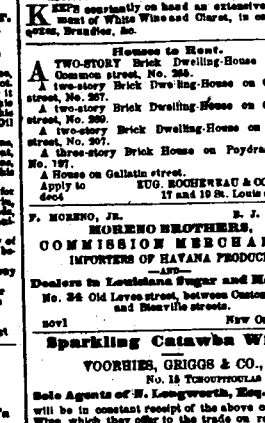 KEEPS constantly on hand an extensive
ment of White Wine and Claret, in ca
quors, Brandies, &c.
Houses to Rent.
A TWO-STORY Brick Dwelling-House
Common street, No. 265.
A two-story Brick Dwelling-House on
street, No. 267.
A two-story Brick Dwelling-House on
street, No. 269.
A two-story Brick Dwelling-House on
street, No. 207.
A three-story Brick House on Poydra
No. 197.
A House on Gallatin street.
Apply to EUG. ROCHEREAU & CO
dec4 17 and 19 St. Louis
F. MORENO, JR. B. J.
MORENO BROTHERS,
COMMISSION MERCHA
IMPORTERS OF HAVANA PRODUC
—AND—
Dealers in Louisiana Sugar and M
No. 34 Old Levee street, between Custom
and Bienville streets.
nov1 New O
Sparkling Catawba W
VOORHIES, GRIGGS & CO.,
No. 15 TCHOUPITOULAS
Sole Agents of N. Longworth, Esq.
will be in constant receipt of the above c
Wine, which they offer to the trade on